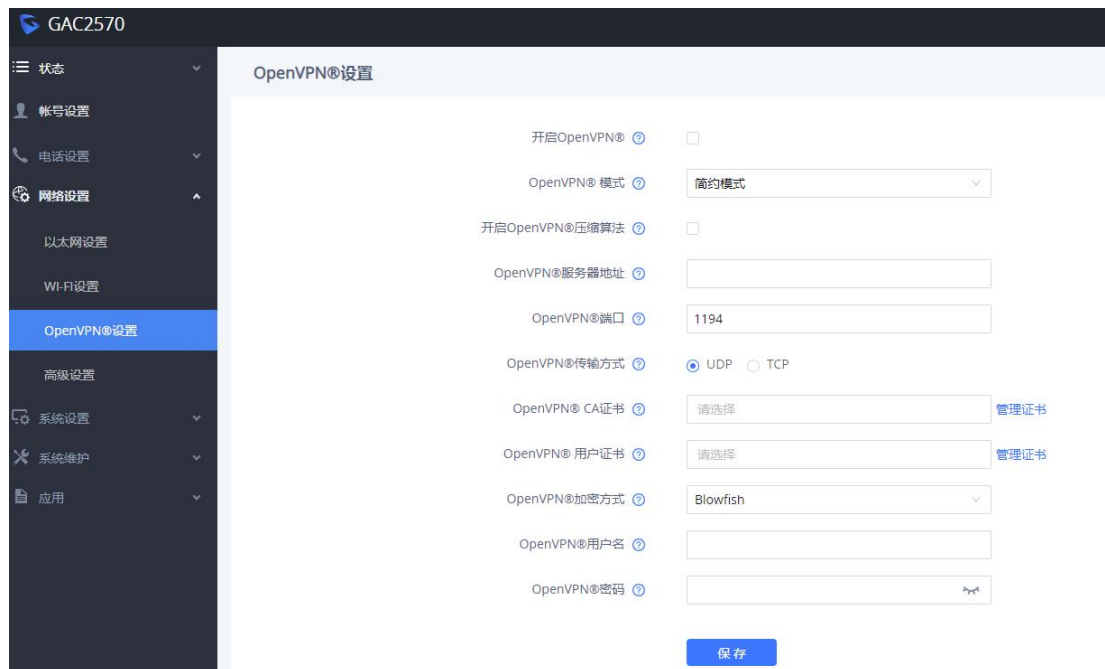 GAC2570
状态
帐号设置
电话设置
网络设置
以太网设置
WI-FI设置
OpenVPN®设置
高级设置
系统设置
系统维护
应用
OpenVPN®设置
开启OpenVPN®
OpenVPN® 模式 简约模式
开启OpenVPN®压缩算法
OpenVPN®服务器地址
OpenVPN®端口 1194
OpenVPN®传输方式 UDP TCP
OpenVPN® CA证书 请选择 管理证书
OpenVPN® 用户证书 请选择 管理证书
OpenVPN®加密方式 Blowfish
OpenVPN®用户名
OpenVPN®密码
保存